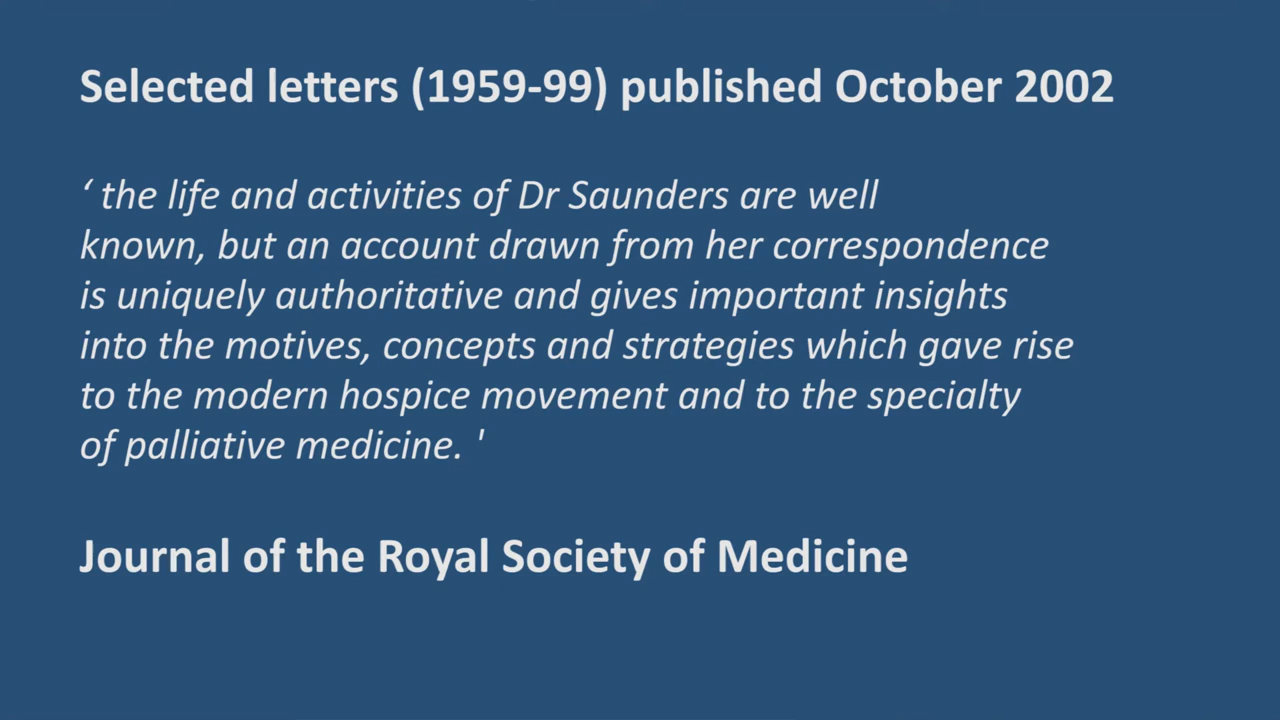 Selected letters (1959-99) published October 2002
‘ the life and activities of Dr Saunders are well
known, but an account drawn from her correspondence
is uniquely authoritative and gives important insights
into the motives, concepts and strategies which gave rise
to the modern hospice movement and to the specialty
of palliative medicine. '
Journal of the Royal Society of Medicine